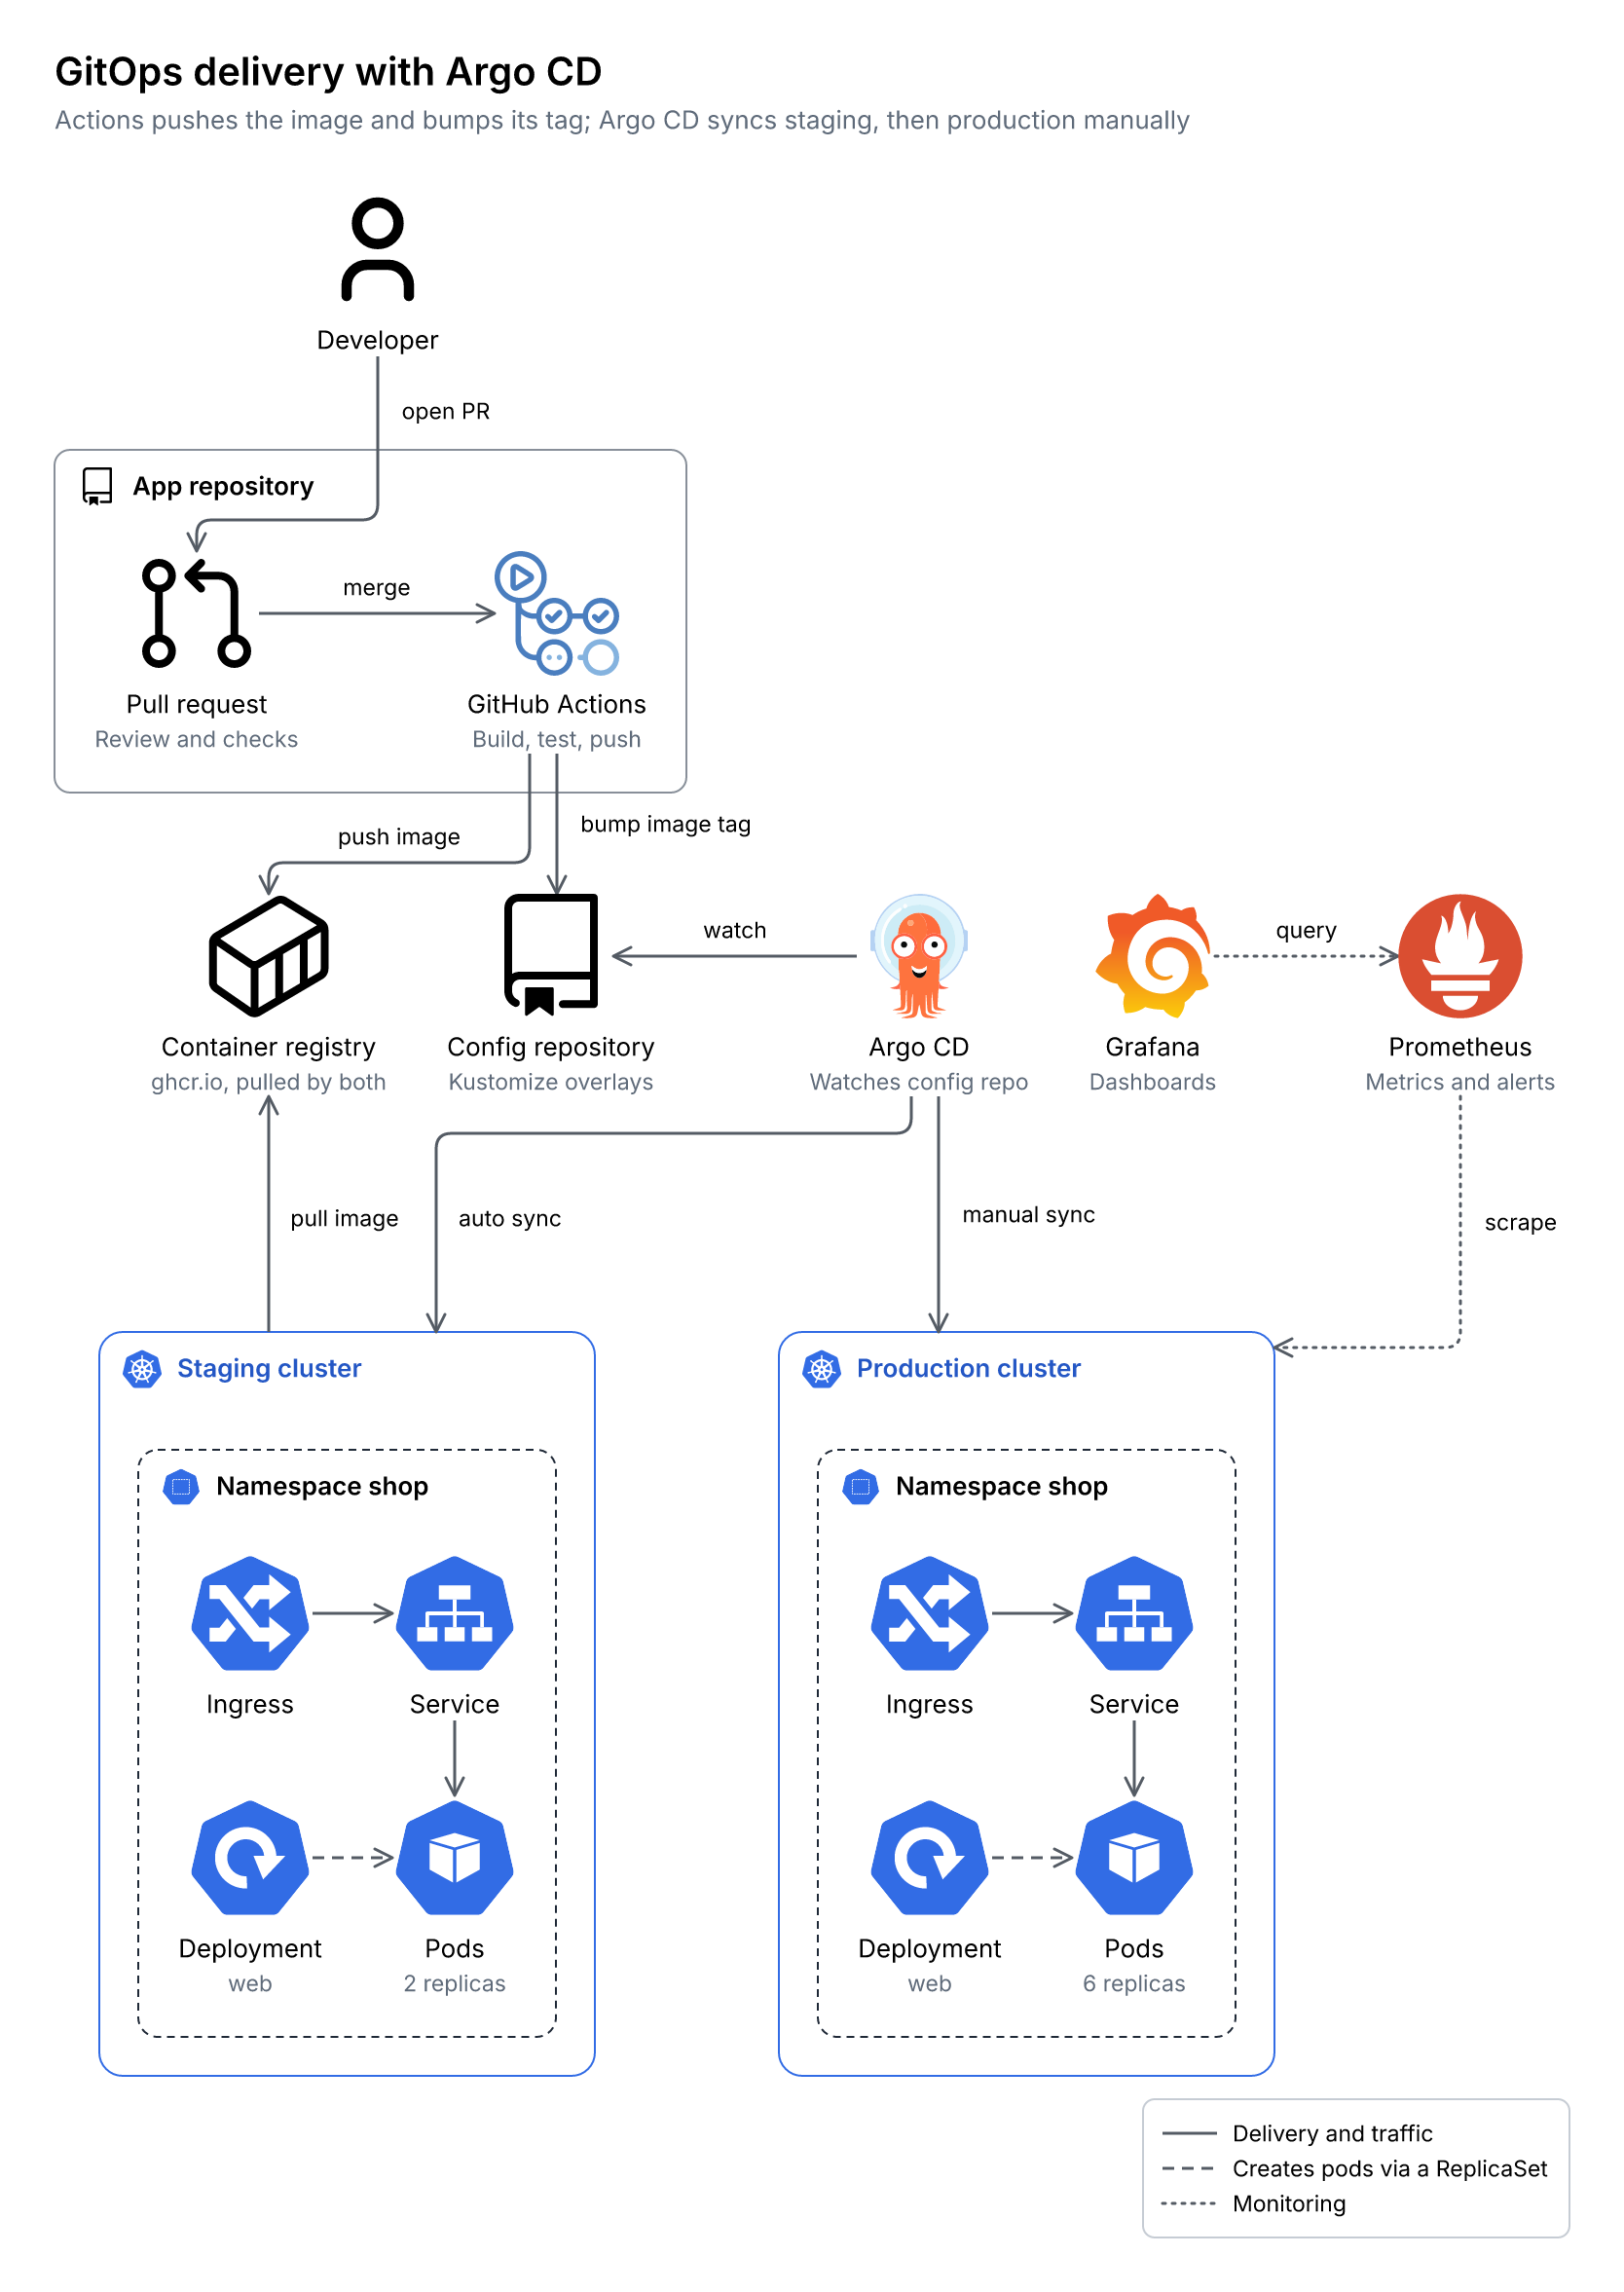 GitOps delivery with Argo CD
Actions pushes the image and bumps its tag; Argo CD syncs staging, then production manually
Developer
open PR
App repository
merge
Pull request
Review and checks
GitHub Actions
Build, test, push
push image
bump image tag
watch
query
Container registry
ghcr.io, pulled by both
Config repository
Kustomize overlays
Argo CD
Watches config repo
Grafana
Dashboards
Prometheus
Metrics and alerts
pull image
auto sync
manual sync
scrape
Staging cluster
Namespace shop
Ingress
Service
Deployment
web
Pods
2 replicas
Production cluster
Namespace shop
Ingress
Service
Deployment
web
Pods
6 replicas
Delivery and traffic
Creates pods via a ReplicaSet
Monitoring